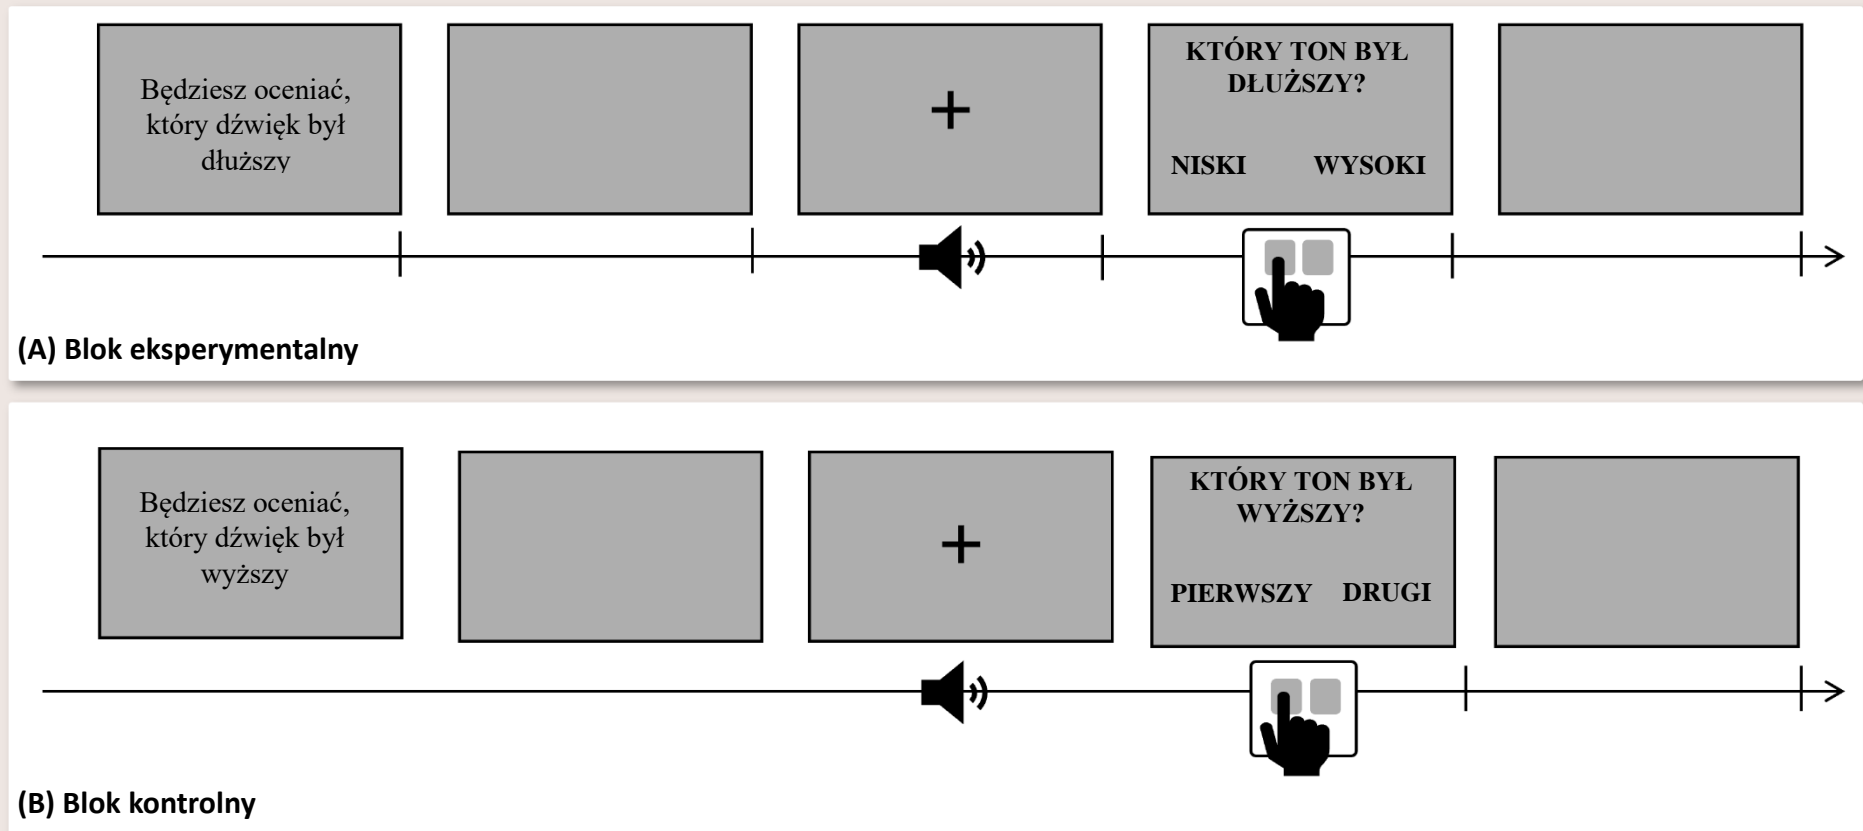 Będziesz oceniać,
który dźwięk był
dłuższy
+
KTÓRY TON BYŁ
DŁUŻSZY?
NISKI WYSOKI
(A) Blok eksperymentalny
Będziesz oceniać,
który dźwięk był
wyższy
+
KTÓRY TON BYŁ
WYŻSZY?
PIERWSZY DRUGI
(B) Blok kontrolny